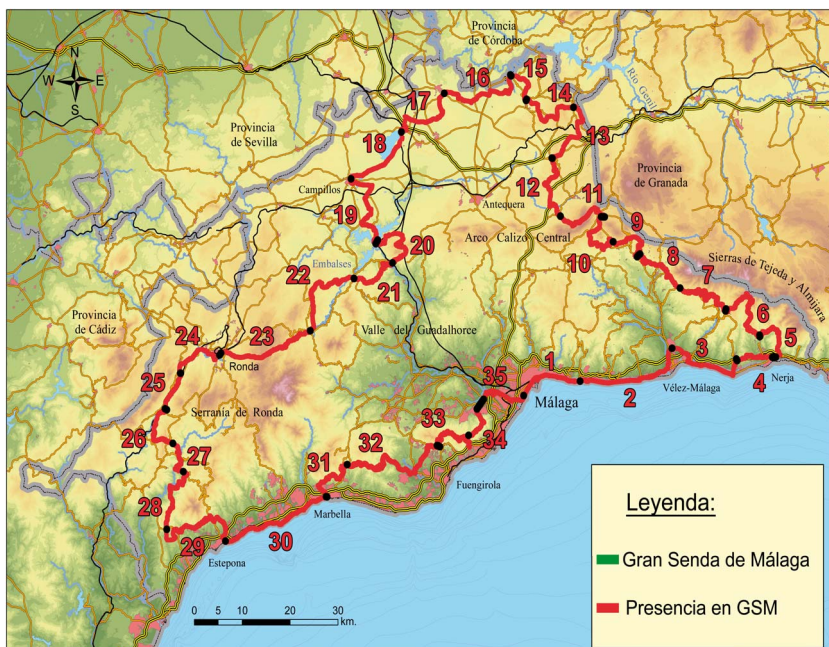 Provincia
de Córdoba
N
W E
S
Río Genil
15
16
17
14
13
18
Provincia
de Sevilla
Provincia
de Granada
Campillos
12
Antequera
11
19
Arco Calizo Central
9
10
20
Sierras de Tejeda y Almijara
8
Embalses
21
22
7
Provincia
de Cádiz
6
Valle del Guadalhorce
24
23
5
Ronda
3
Nerja
25
35
1
Málaga
2
Vélez-Málaga
4
Serranía de Ronda
33
34
26
27
32
31
Fuengirola
Marbella
28
29
30
Estepona
0 5 10 20 30
km.
Leyenda:
Gran Senda de Málaga
Presencia en GSM